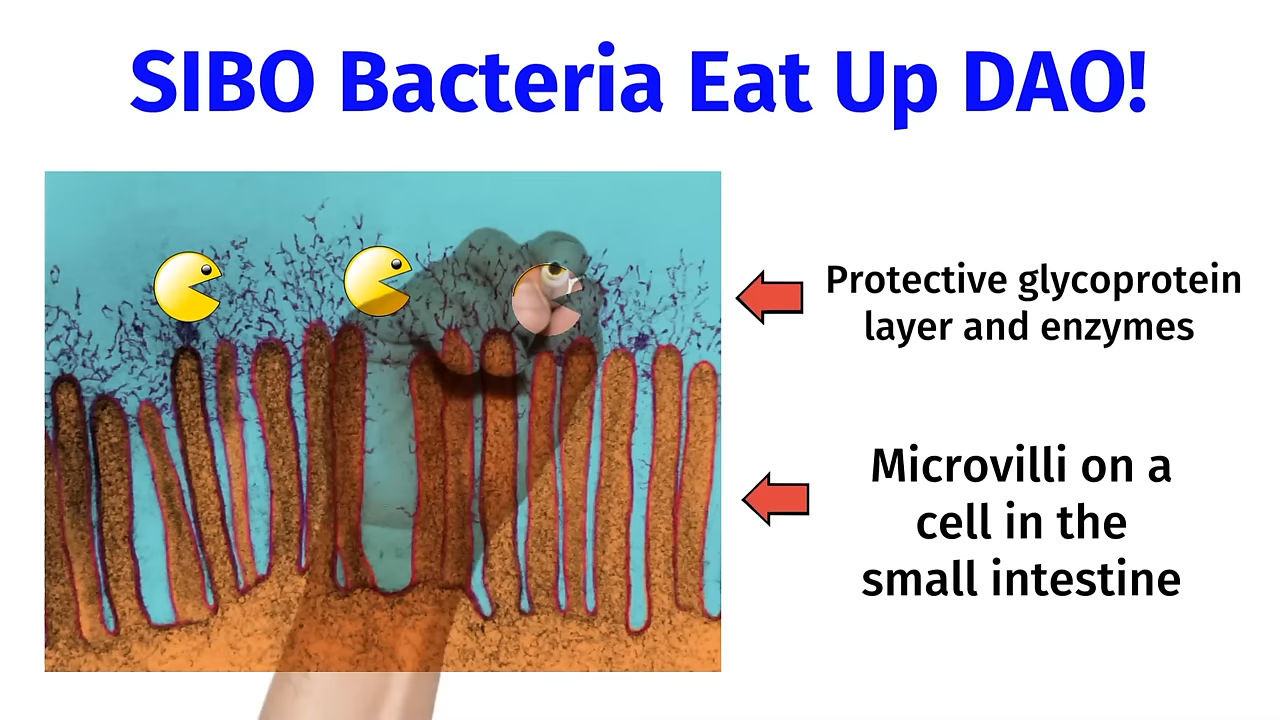 SIBO Bacteria Eat Up DAO!
Protective glycoprotein
layer and enzymes
Microvilli on a
cell in the
small intestine